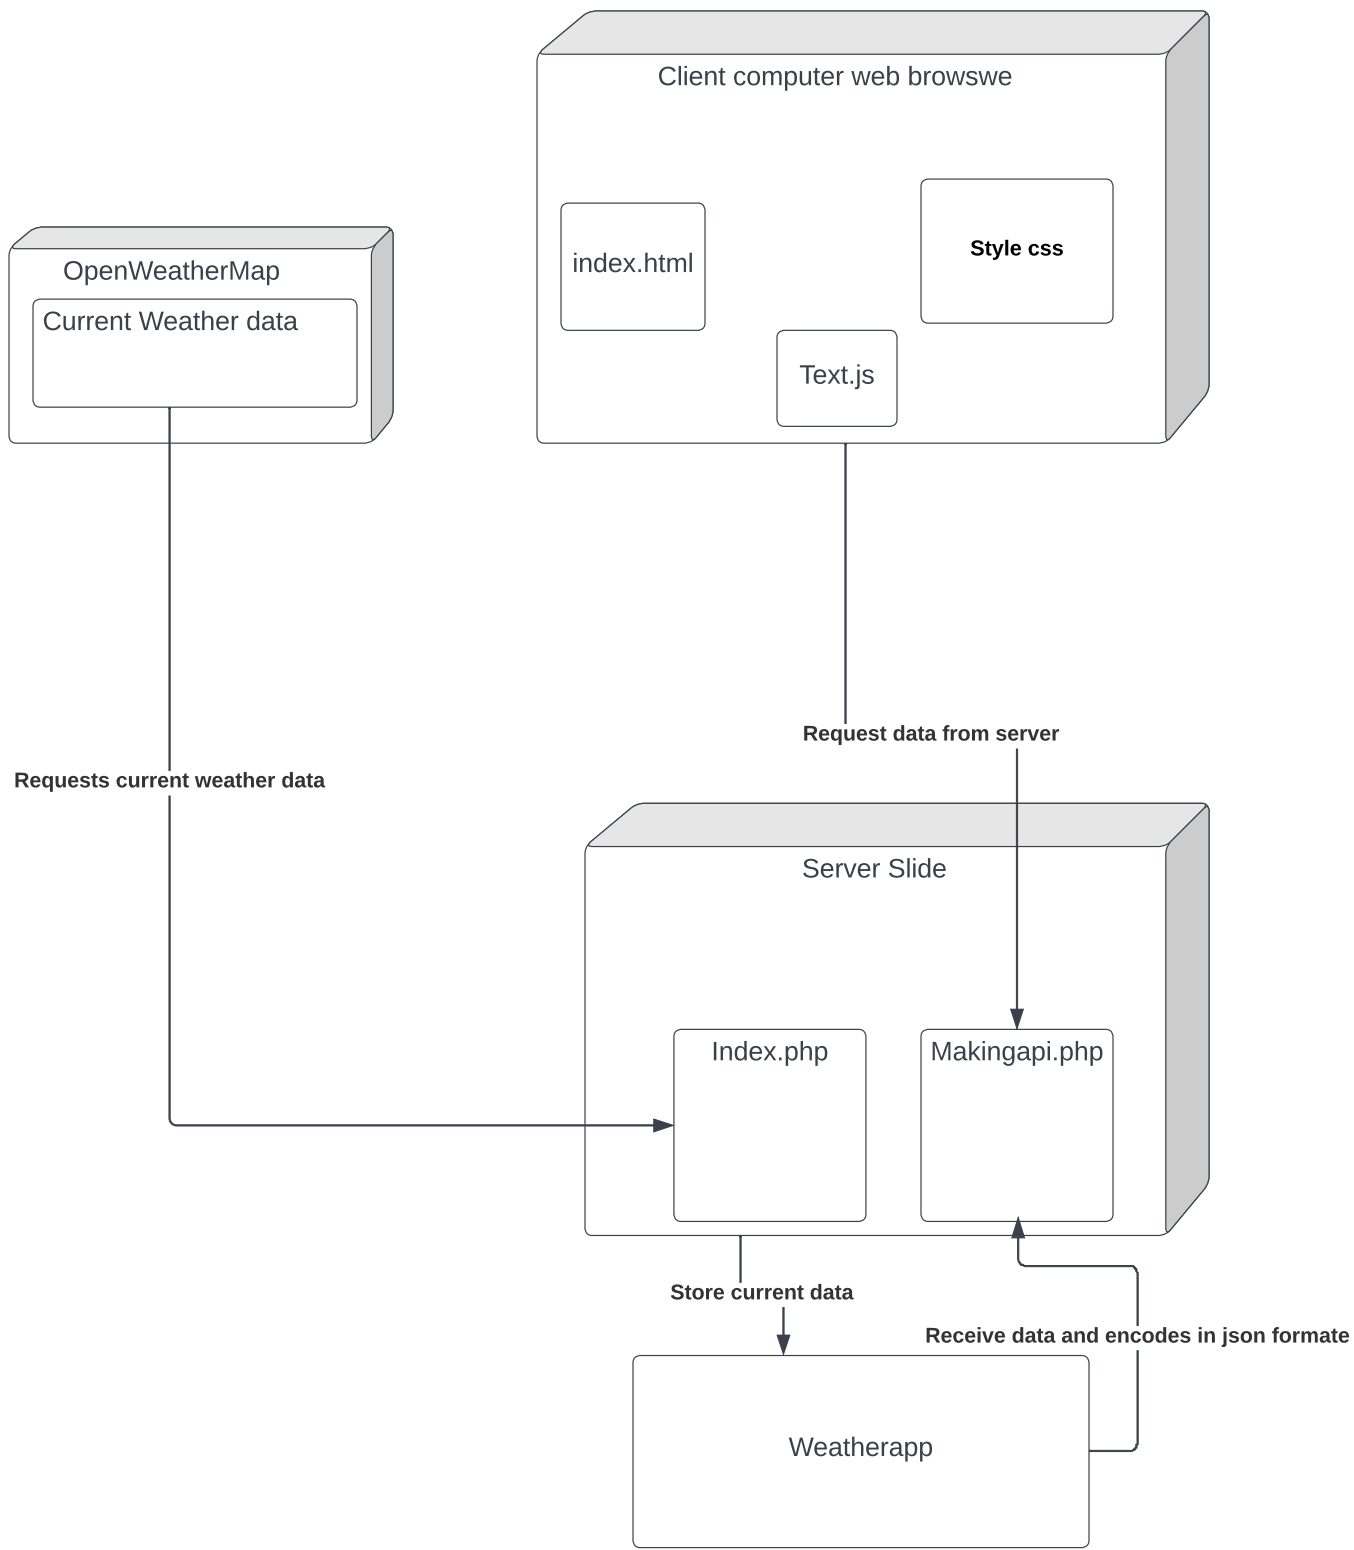 Client computer web browswe
index.html
Style css
Text.js
OpenWeatherMap
Current Weather data
Request data from server
Requests current weather data
Server Slide
Index.php
Makingapi.php
Store current data
Receive data and encodes in json formate
Weatherapp